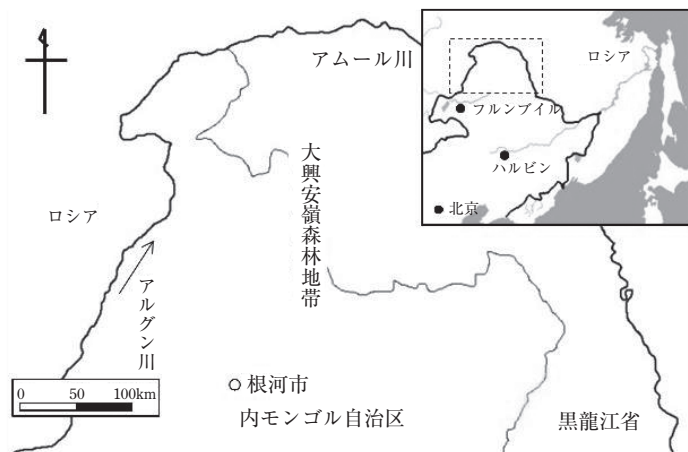 アムール川
ロシア
フルンブイル
ハルビン
北京
大興安嶺森林地帯
ロシア
アルグン川
0 50 100km
根河市
内モンゴル自治区
黒龍江省